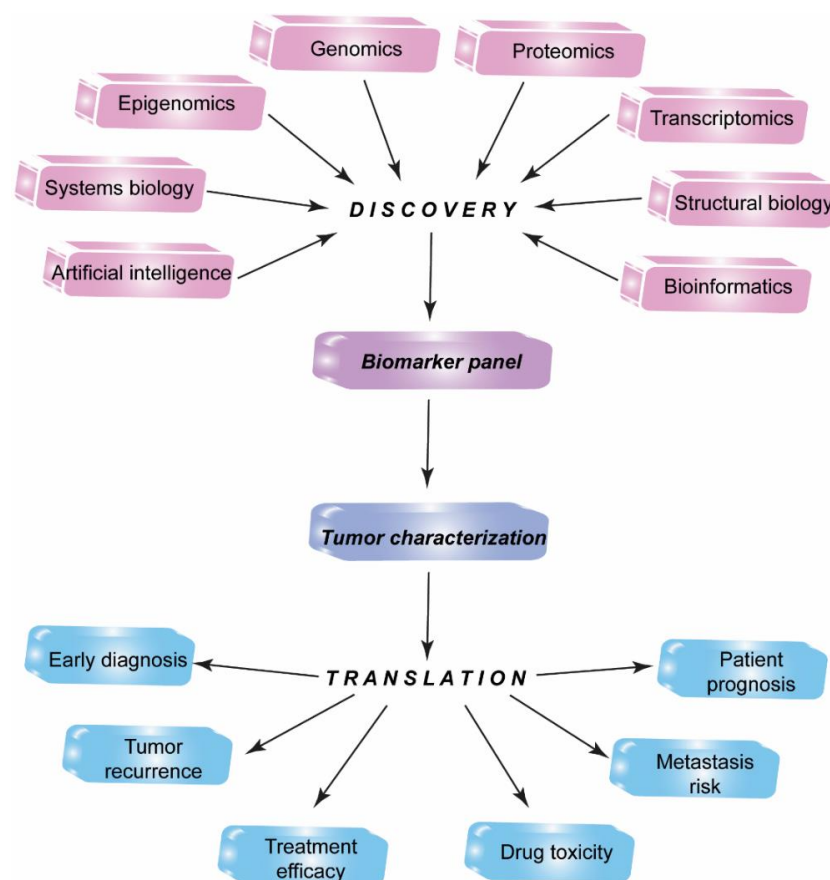 Genomics
Proteomics
Epigenomics
Transcriptomics
Systems biology
DISCOVERY
Structural biology
Artificial intelligence
Bioinformatics
Biomarker panel
Tumor characterization
Early diagnosis
TRANSLATION
Patient
prognosis
Tumor
recurrence
Metastasis
risk
Treatment
efficacy
Drug toxicity